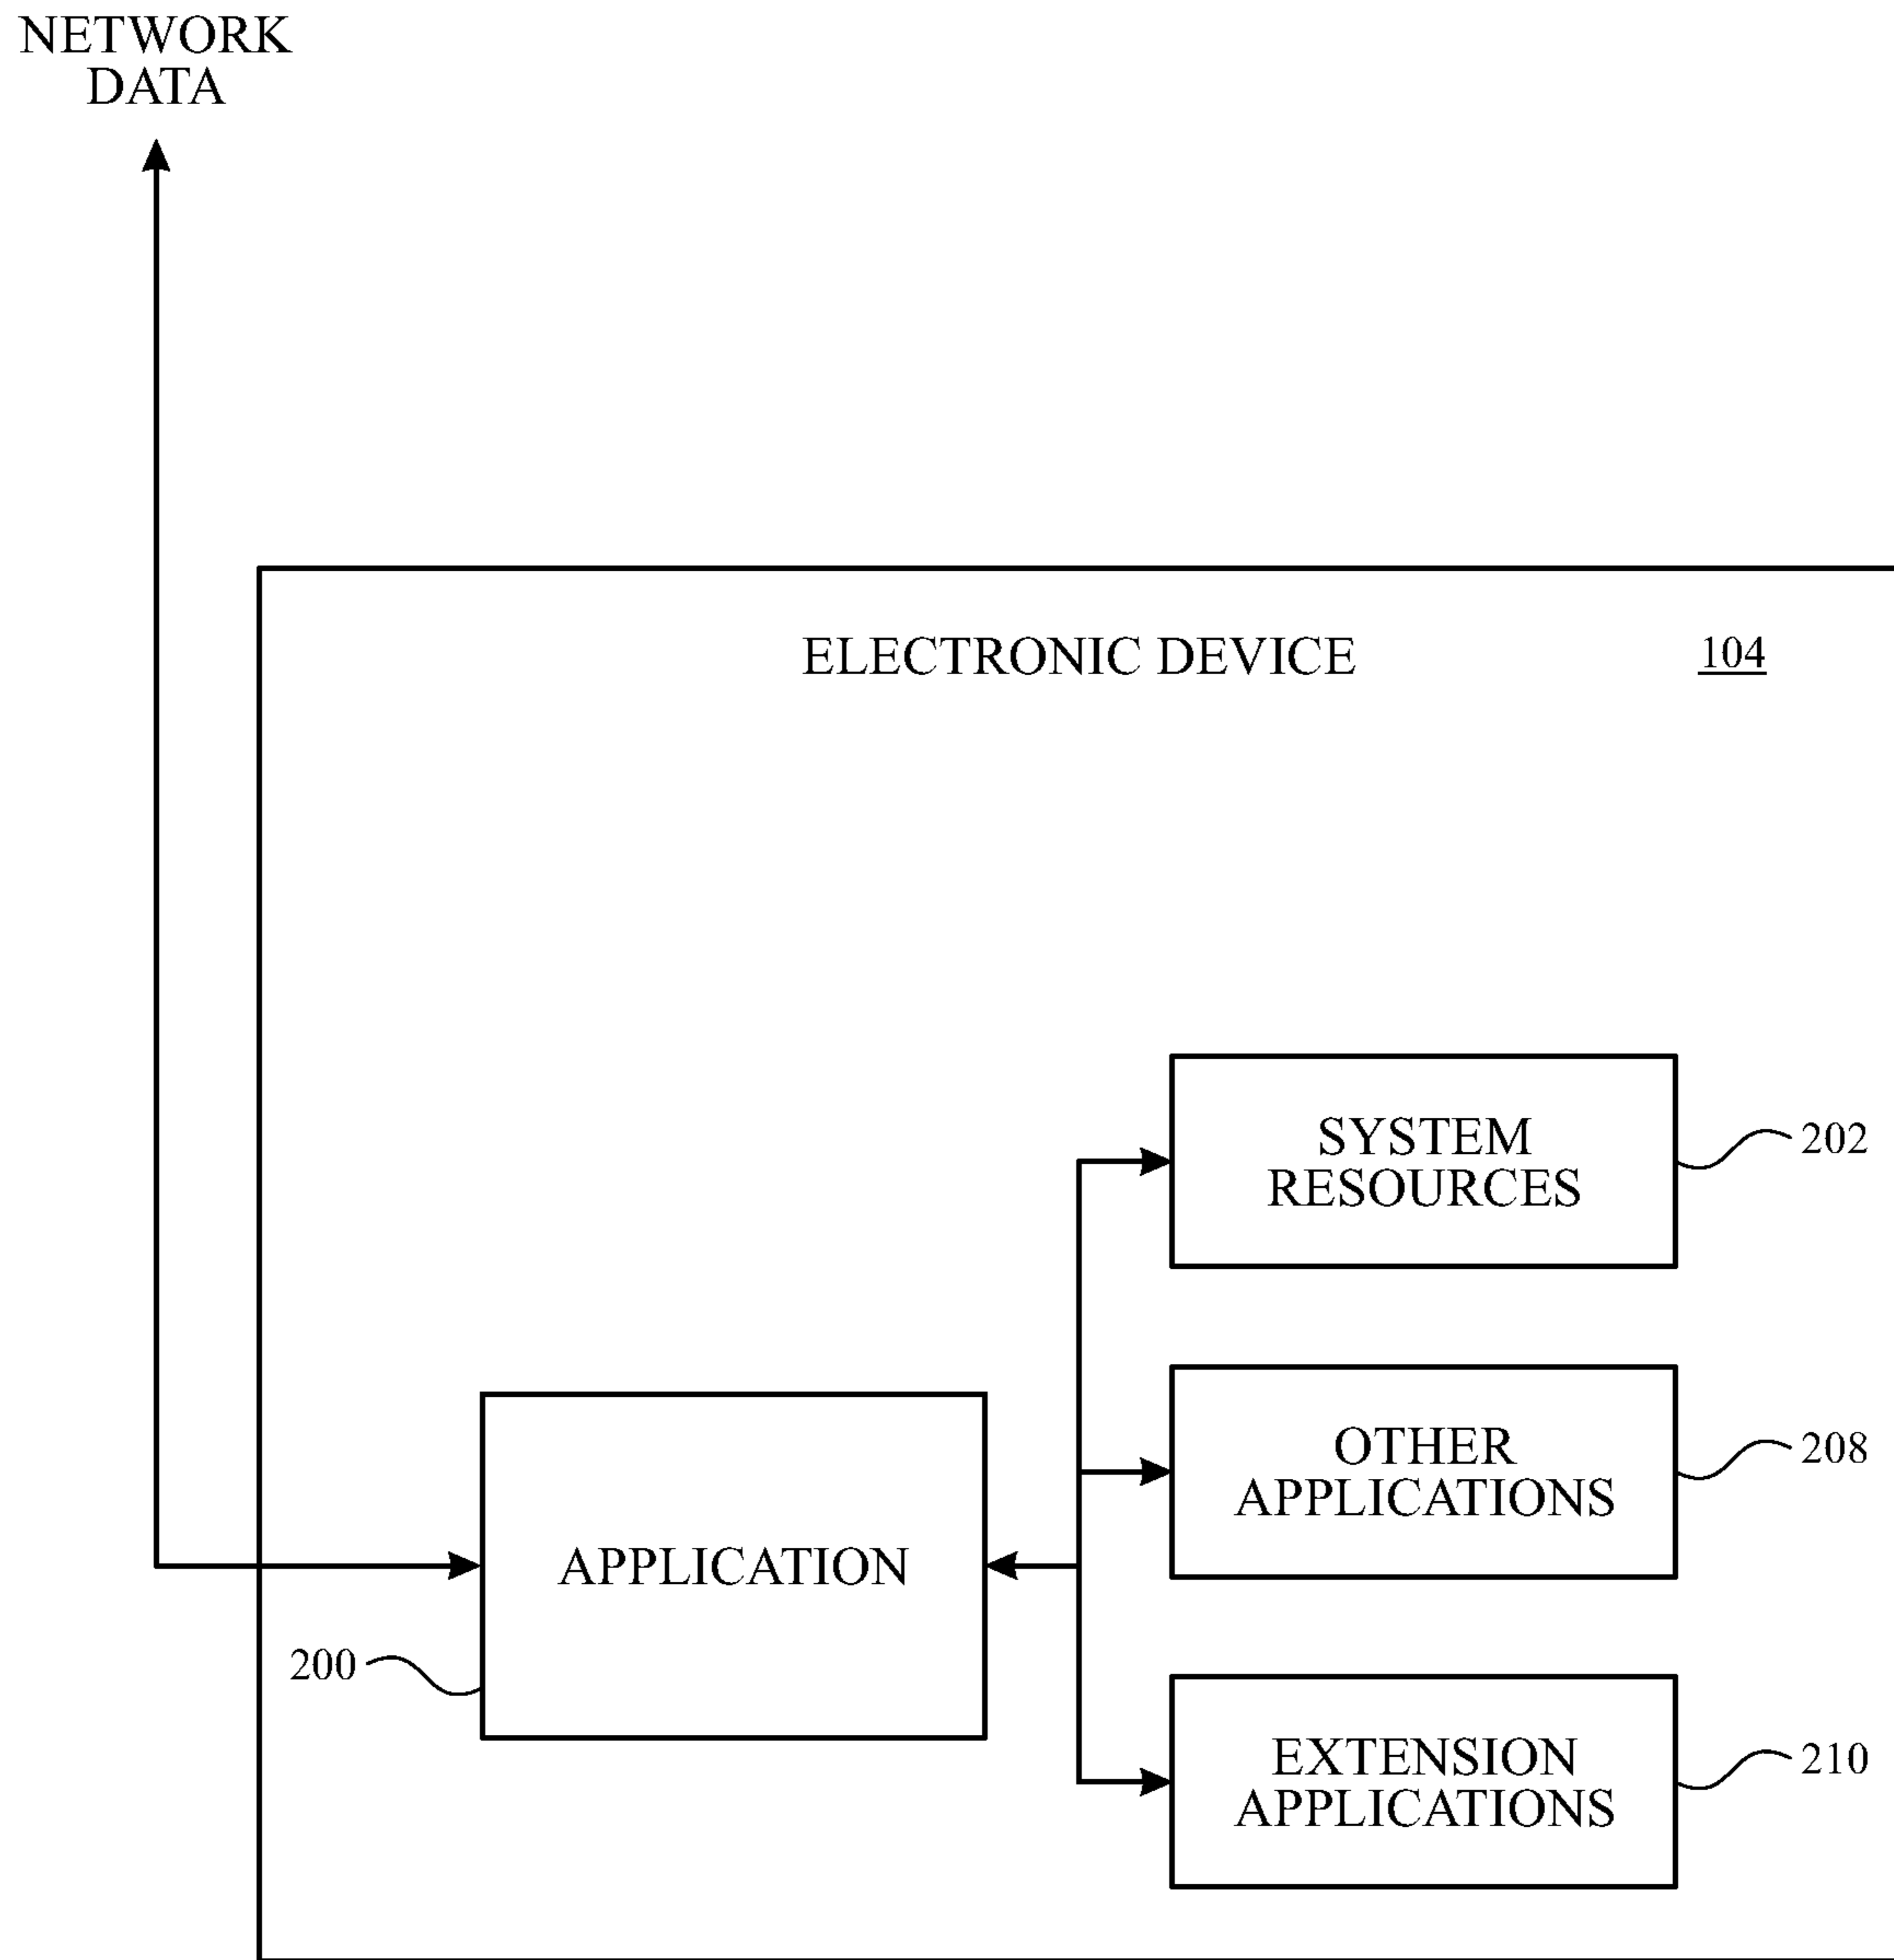 NETWORK
DATA
ELECTRONIC DEVICE 104
SYSTEM
RESOURCES
202
OTHER
APPLICATIONS
208
APPLICATION
200
EXTENSION
APPLICATIONS
210